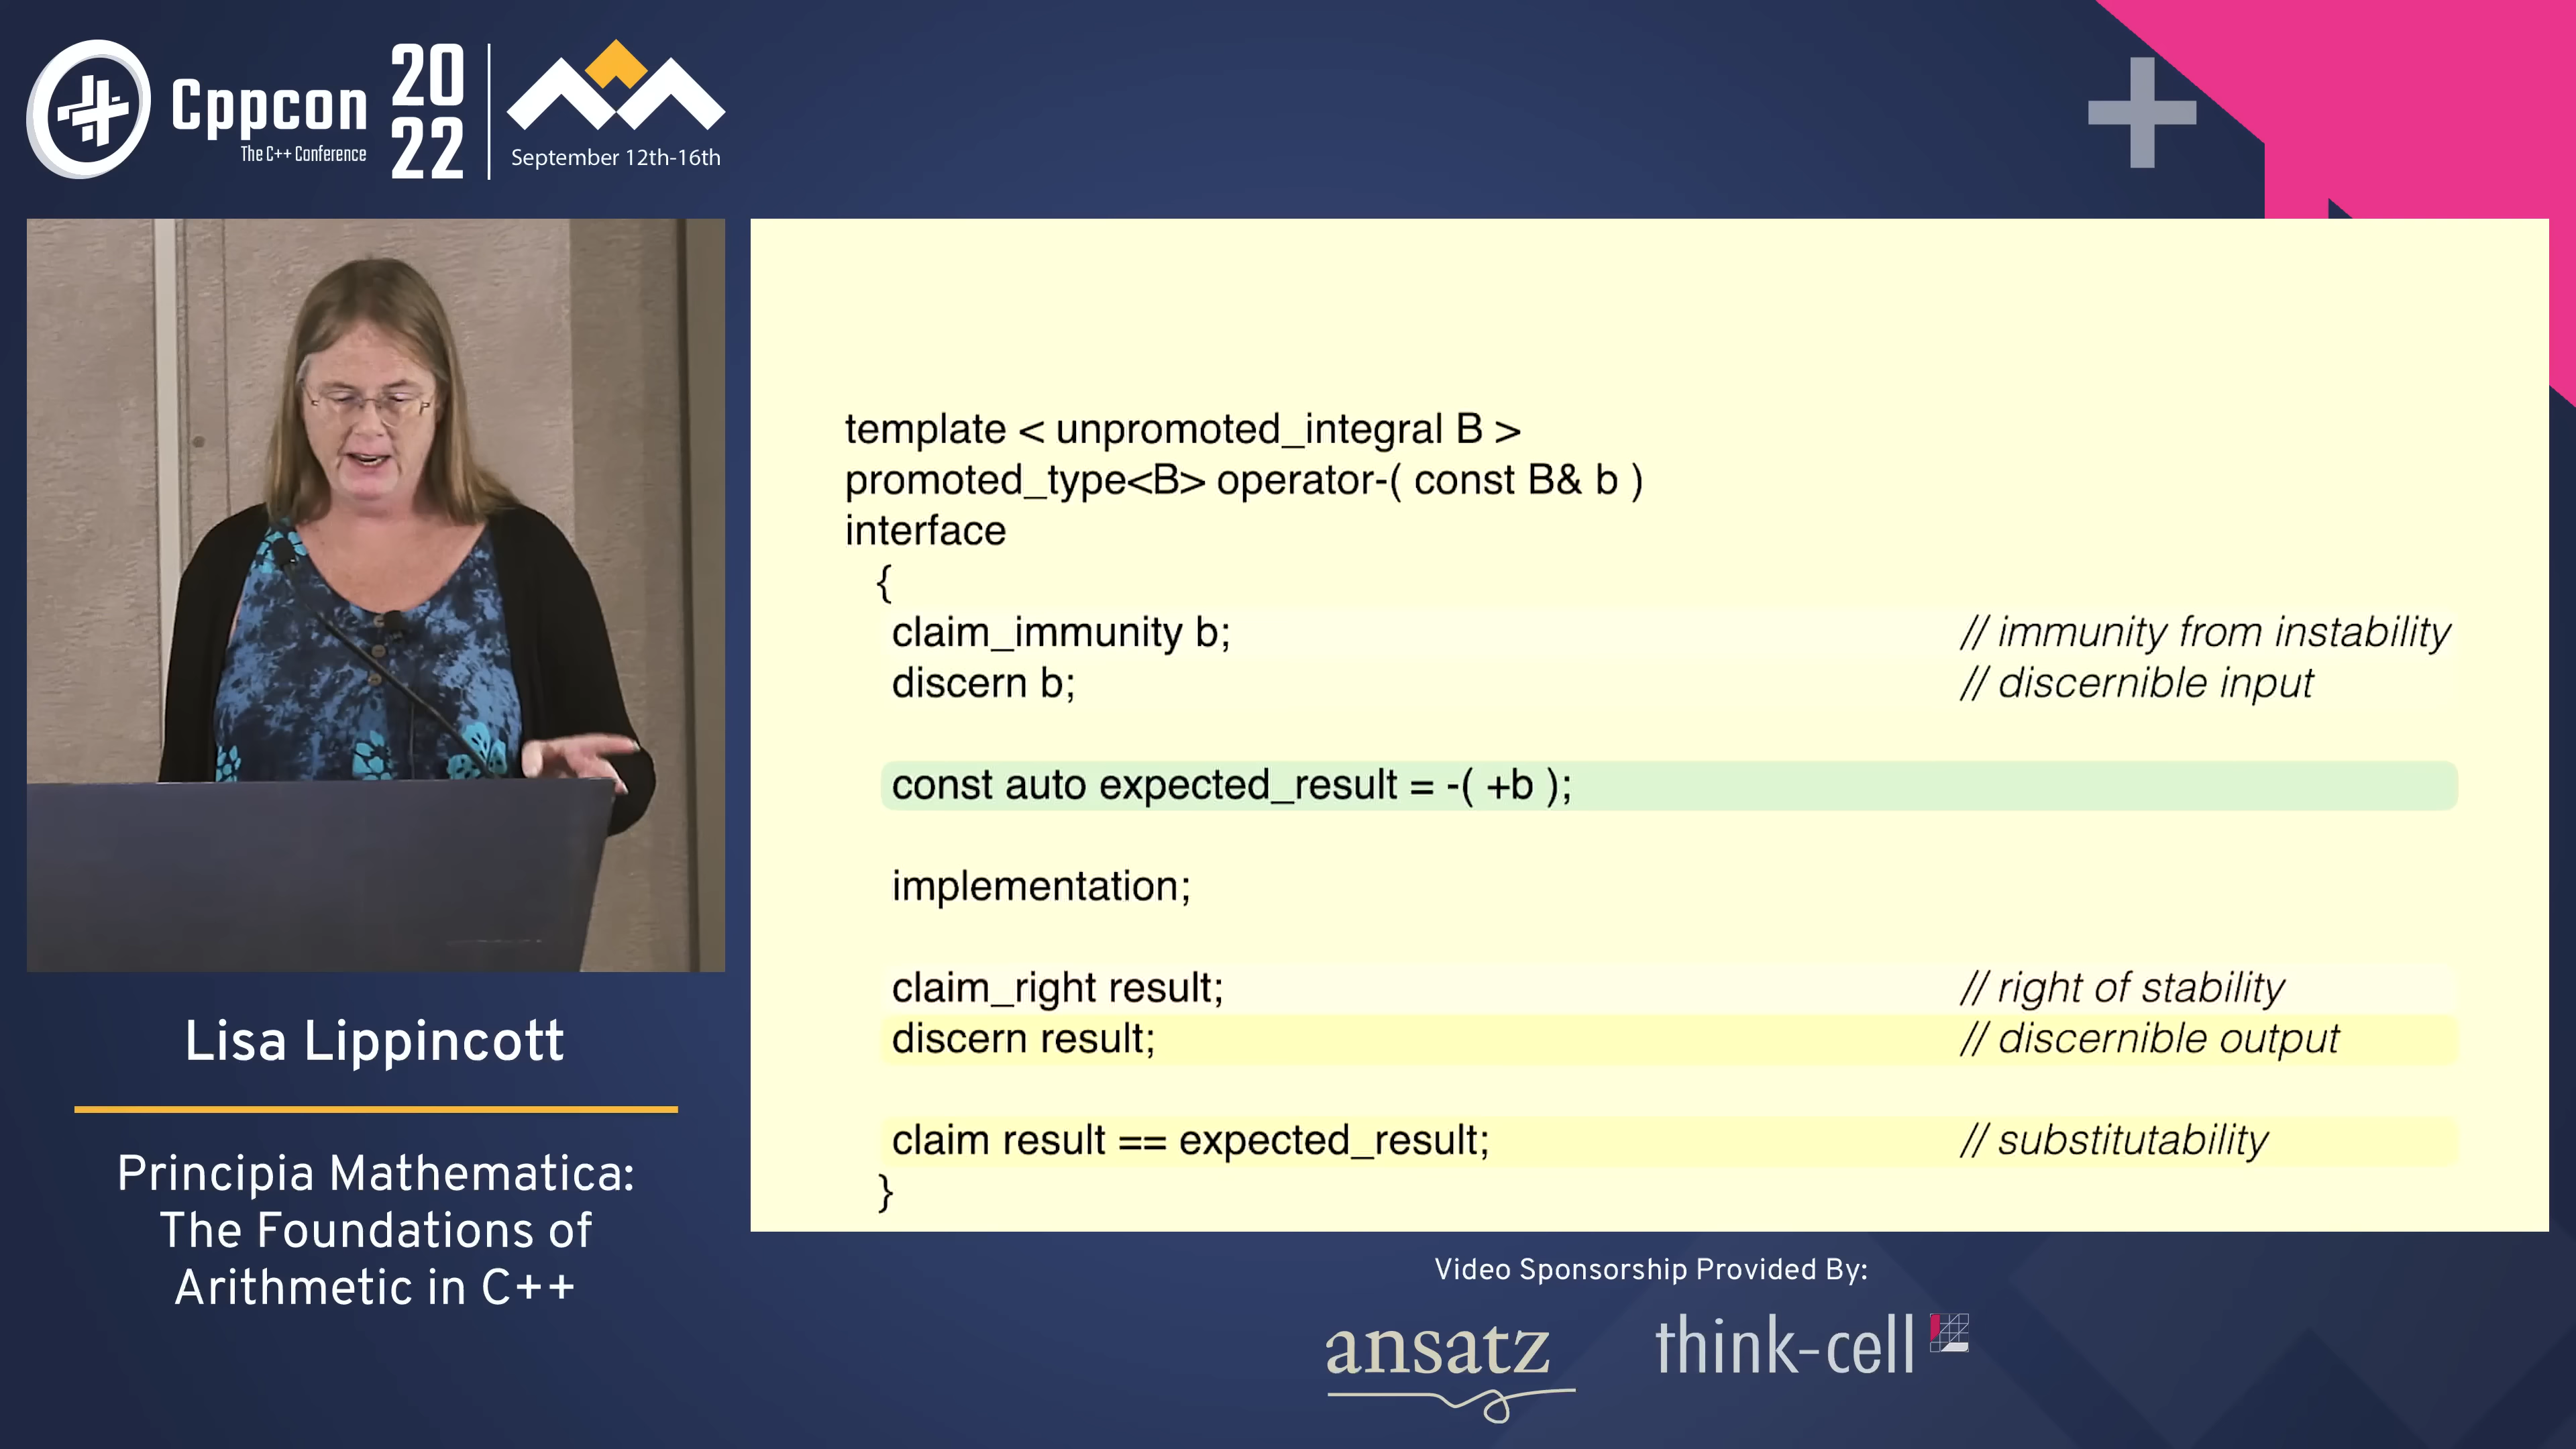 Cppcon
The C++ Conference
20
22
September 12th-16th
template < unpromoted_integral B >
promoted_type<B> operator-( const B& b )
interface
{
claim_immunity b; // immunity from instability
discern b; // discernible input
const auto expected_result = -( +b );
implementation;
claim_right result; // right of stability
discern result; // discernible output
claim result == expected_result; // substitutability
}
Lisa Lippincott
Principia Mathematica:
The Foundations of
Arithmetic in C++
Video Sponsorship Provided By:
ansatz
think-cell